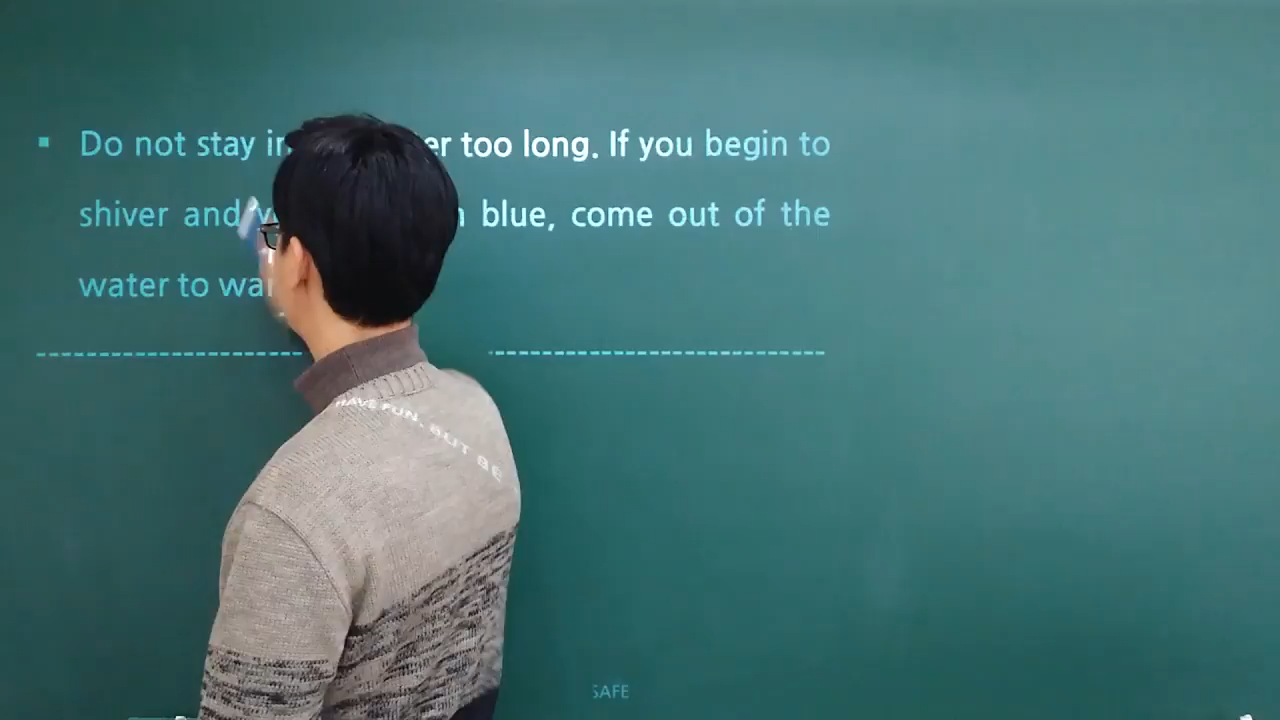 ▪ Do not stay in too long. If you begin to
shiver and blue, come out of the
water to
HAVE FUN, BUT BE
SAFE